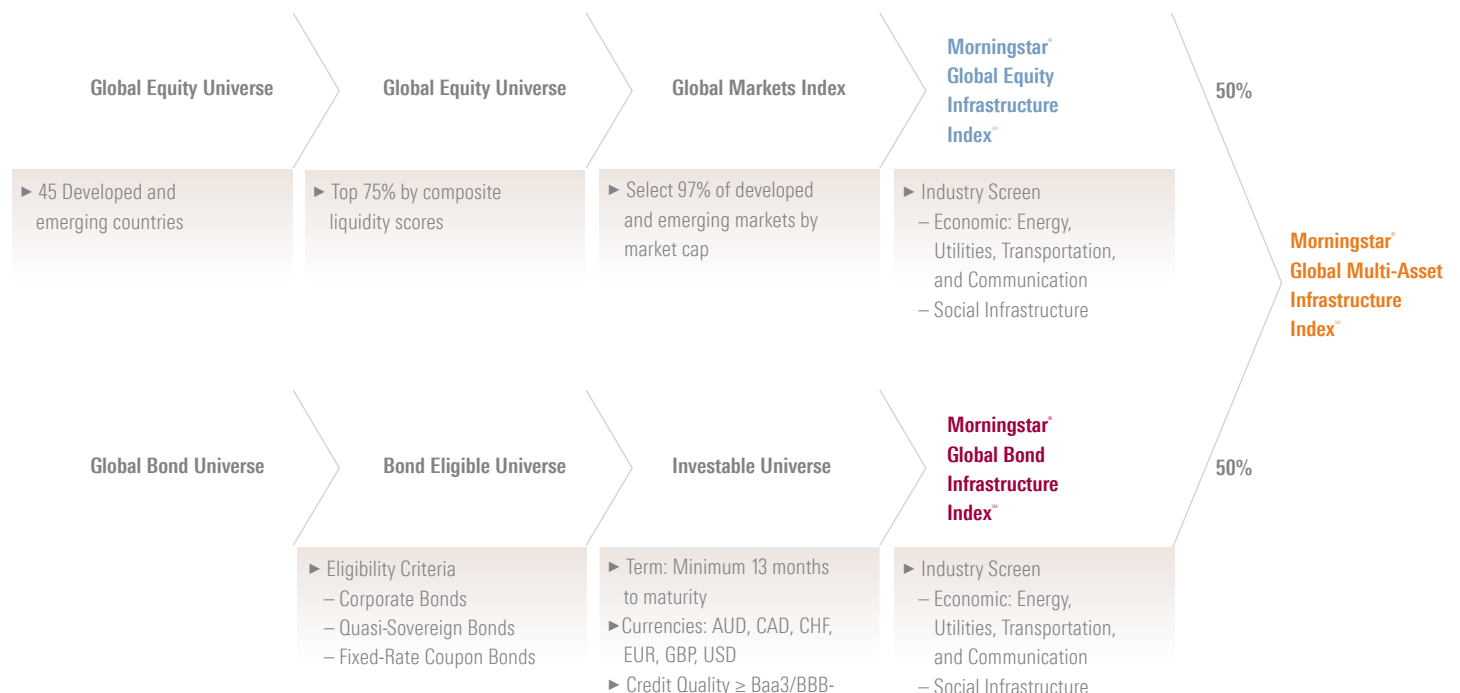 Global Equity Universe
Global Equity Universe
Global Markets Index
Morningstar®
Global Equity
Infrastructure
Index℠
50%
► 45 Developed and
emerging countries
► Top 75% by composite
liquidity scores
► Select 97% of developed
and emerging markets by
market cap
► Industry Screen
– Economic: Energy,
Utilities, Transportation,
and Communication
– Social Infrastructure
Morningstar®
Global Multi-Asset
Infrastructure
Index℠
Global Bond Universe
Bond Eligible Universe
Investable Universe
Morningstar®
Global Bond
Infrastructure
Index℠
50%
► Eligibility Criteria
– Corporate Bonds
– Quasi-Sovereign Bonds
– Fixed-Rate Coupon Bonds
► Term: Minimum 13 months
to maturity
►Currencies: AUD, CAD, CHF,
EUR, GBP, USD
► Credit Quality ≥ Baa3/BBB-
► Industry Screen
– Economic: Energy,
Utilities, Transportation,
and Communication
– Social Infrastructure